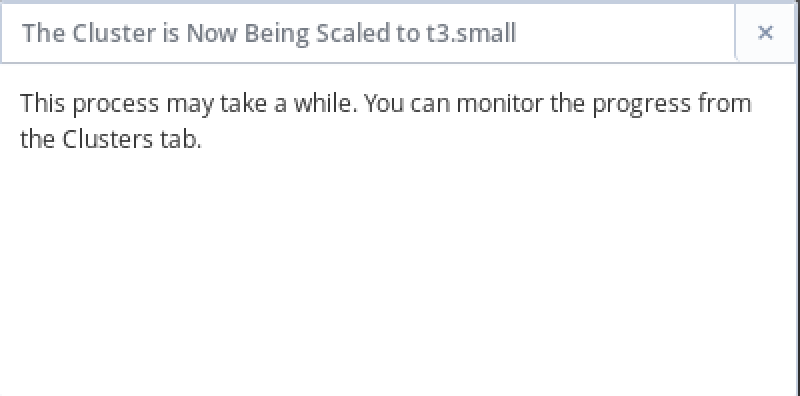 The Cluster is Now Being Scaled to t3.small
This process may take a while. You can monitor the progress from
the Clusters tab.